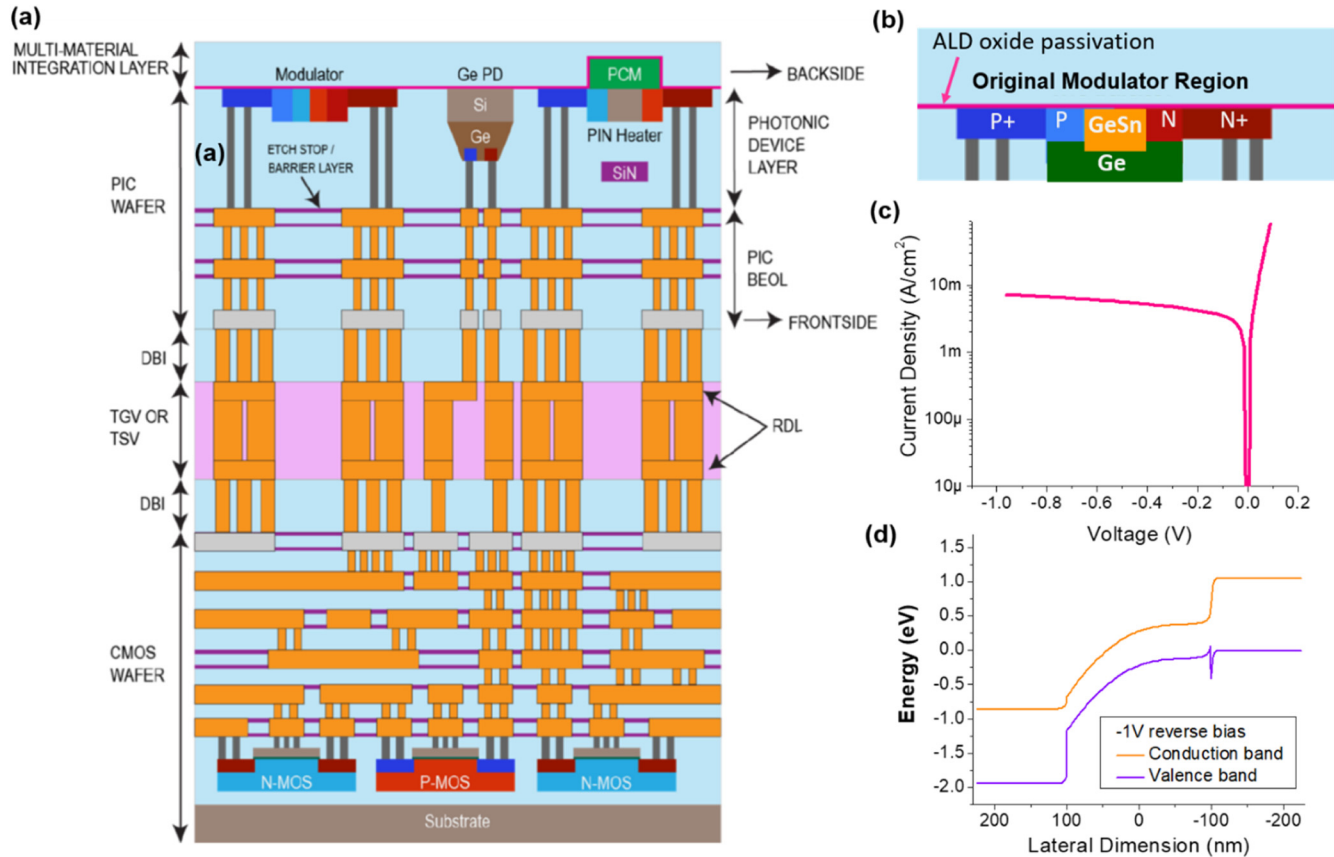 (a)
MULTI-MATERIAL
INTEGRATION LAYER
Modulator
Ge PD
PCM
BACKSIDE
Si
Ge
PIN Heater
(a)
ETCH STOP /
BARRIER LAYER
SiN
PHOTONIC
DEVICE
LAYER
PIC
WAFER
PIC
BEOL
FRONTSIDE
DBI
TGV OR
TSV
RDL
DBI
CMOS
WAFER
N-MOS
P-MOS
N-MOS
Substrate
(b)
ALD oxide passivation
Original Modulator Region
P+
P
GeSn
N
N+
Ge
(c)
Current Density (A/cm²)
10m
1m
100µ
10µ
-1.0 -0.8 -0.6 -0.4 -0.2 0.0 0.2
Voltage (V)
(d)
Energy (eV)
1.5
1.0
0.5
0.0
-0.5
-1.0
-1.5
-2.0
-1V reverse bias
Conduction band
Valence band
200 100 0 -100 -200
Lateral Dimension (nm)